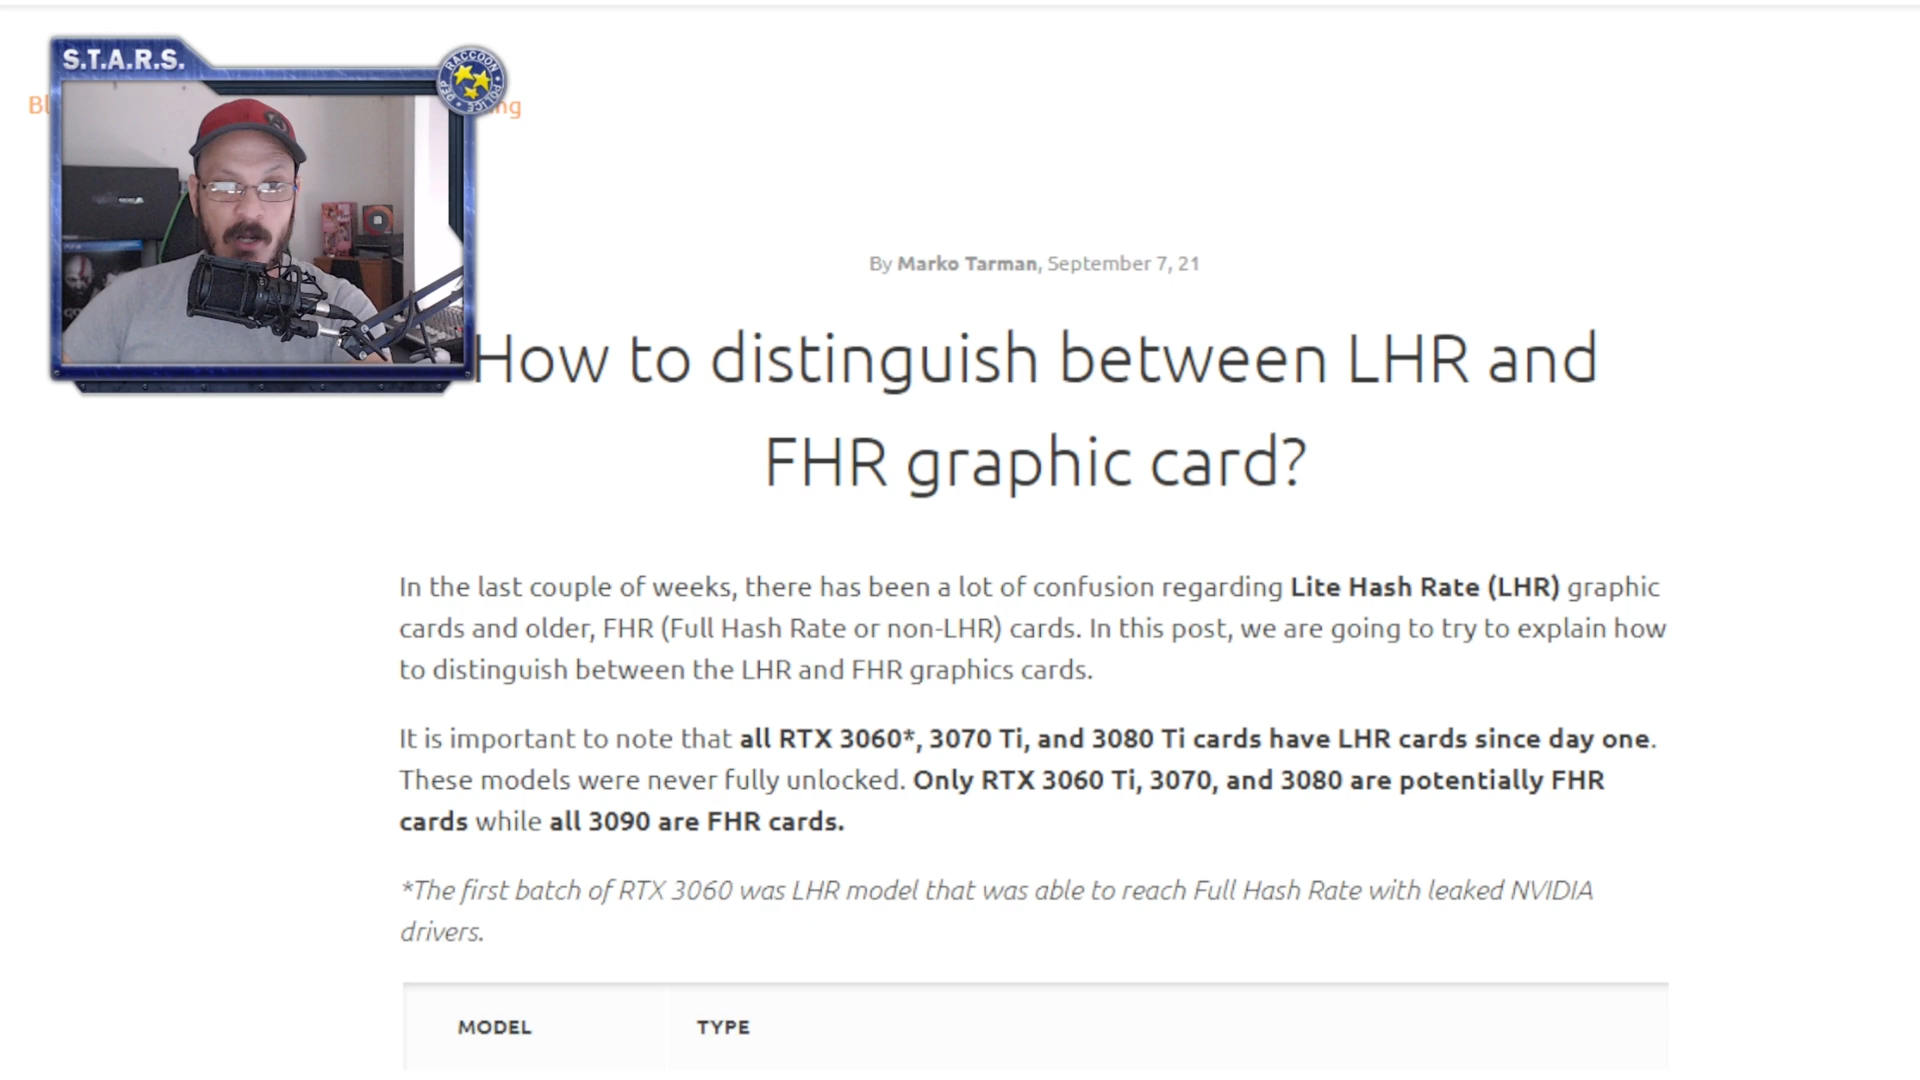 S.T.A.R.S.
RACCOON POLICE DEP
Bl
ng
By Marko Tarman, September 7, 21
How to distinguish between LHR and
FHR graphic card?
In the last couple of weeks, there has been a lot of confusion regarding Lite Hash Rate (LHR) graphic
cards and older, FHR (Full Hash Rate or non-LHR) cards. In this post, we are going to try to explain how
to distinguish between the LHR and FHR graphics cards.
It is important to note that all RTX 3060*, 3070 Ti, and 3080 Ti cards have LHR cards since day one.
These models were never fully unlocked. Only RTX 3060 Ti, 3070, and 3080 are potentially FHR
cards while all 3090 are FHR cards.
*The first batch of RTX 3060 was LHR model that was able to reach Full Hash Rate with leaked NVIDIA
drivers.
MODEL TYPE